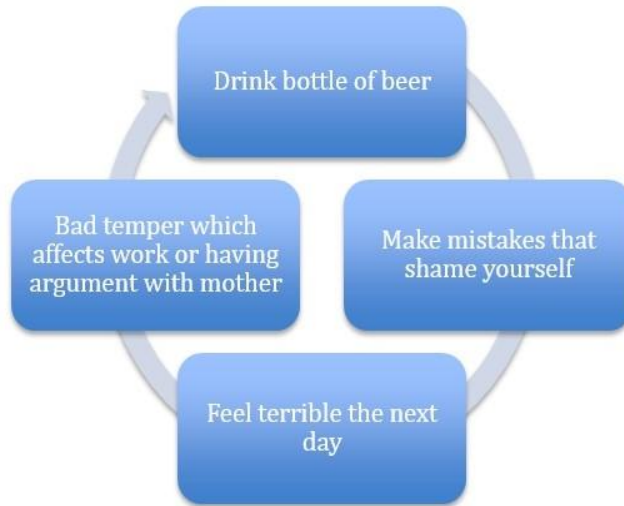 Drink bottle of beer
Make mistakes that
shame yourself
Feel terrible the next
day
Bad temper which
affects work or having
argument with mother